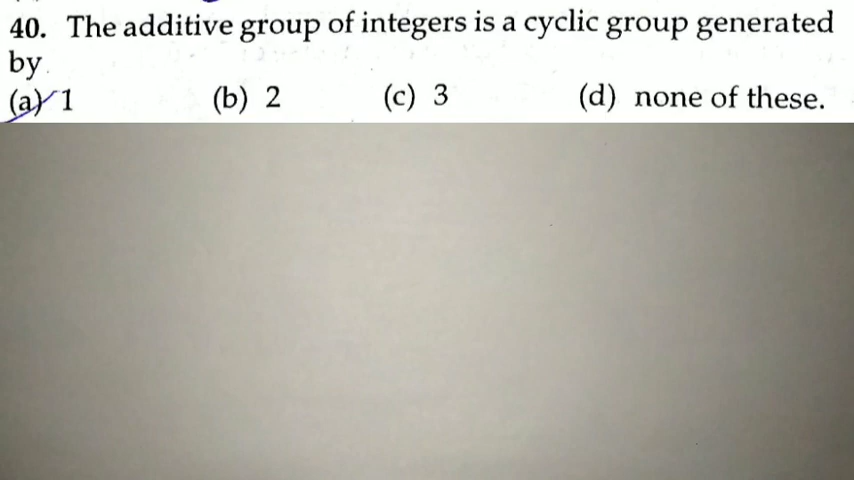 40. The additive group of integers is a cyclic group generated
by
(a) 1 (b) 2 (c) 3 (d) none of these.